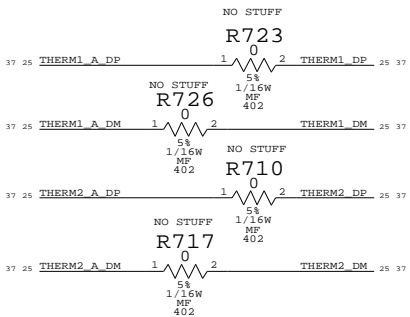 NO STUFF
R723
0
37 25 THERM1_A_DP 1 2 THERM1_DP 25 37
5%
1/16W
MF
402
NO STUFF
R726
0
37 25 THERM1_A_DM 1 2 THERM1_DM 25 37
5%
1/16W
MF
402
NO STUFF
R710
0
37 25 THERM2_A_DP 1 2 THERM2_DP 25 37
5%
1/16W
MF
402
NO STUFF
R717
0
37 25 THERM2_A_DM 1 2 THERM2_DM 25 37
5%
1/16W
MF
402